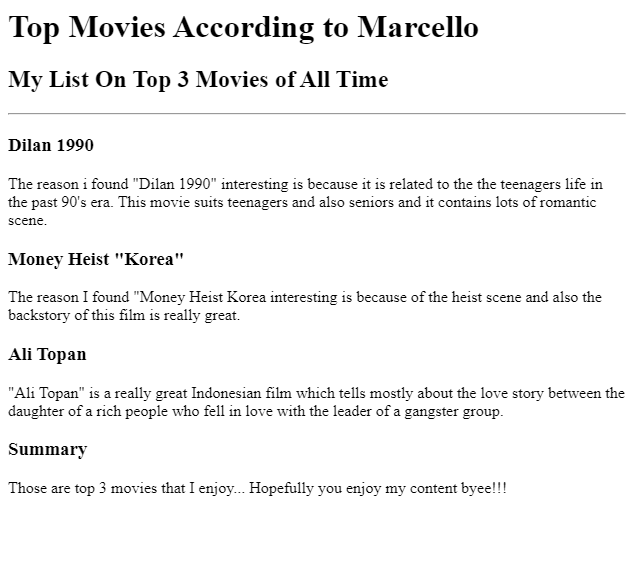 Top Movies According to Marcello
My List On Top 3 Movies of All Time
Dilan 1990
The reason i found "Dilan 1990" interesting is because it is related to the the teenagers life in
the past 90's era. This movie suits teenagers and also seniors and it contains lots of romantic
scene.
Money Heist "Korea"
The reason I found "Money Heist Korea interesting is because of the heist scene and also the
backstory of this film is really great.
Ali Topan
"Ali Topan" is a really great Indonesian film which tells mostly about the love story between the
daughter of a rich people who fell in love with the leader of a gangster group.
Summary
Those are top 3 movies that I enjoy... Hopefully you enjoy my content byee!!!